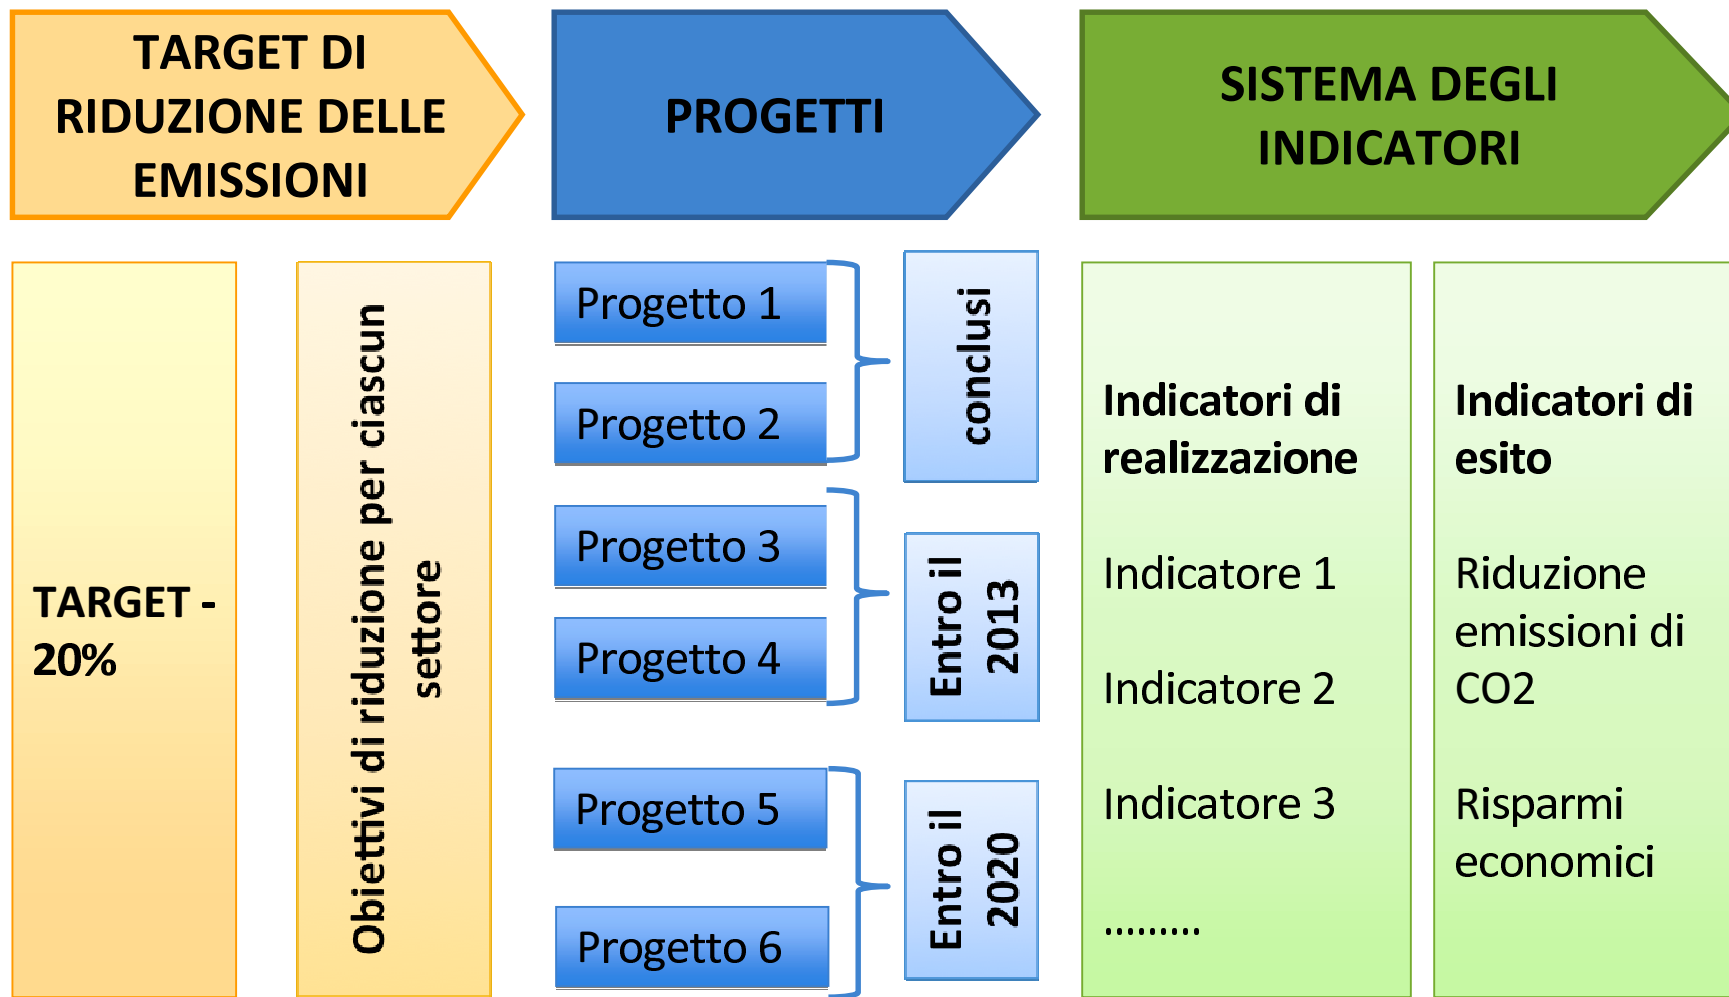 TARGET DI
RIDUZIONE DELLE
EMISSIONI
PROGETTI
SISTEMA DEGLI
INDICATORI
TARGET -
20%
Obiettivi di riduzione per ciascun
settore
Progetto 1
Progetto 2
conclusi
Progetto 3
Progetto 4
Entro il
2013
Progetto 5
Progetto 6
Entro il
2020
Indicatori di
realizzazione
Indicatore 1
Indicatore 2
Indicatore 3
.........
Indicatori di
esito
Riduzione
emissioni di
CO2
Risparmi
economici